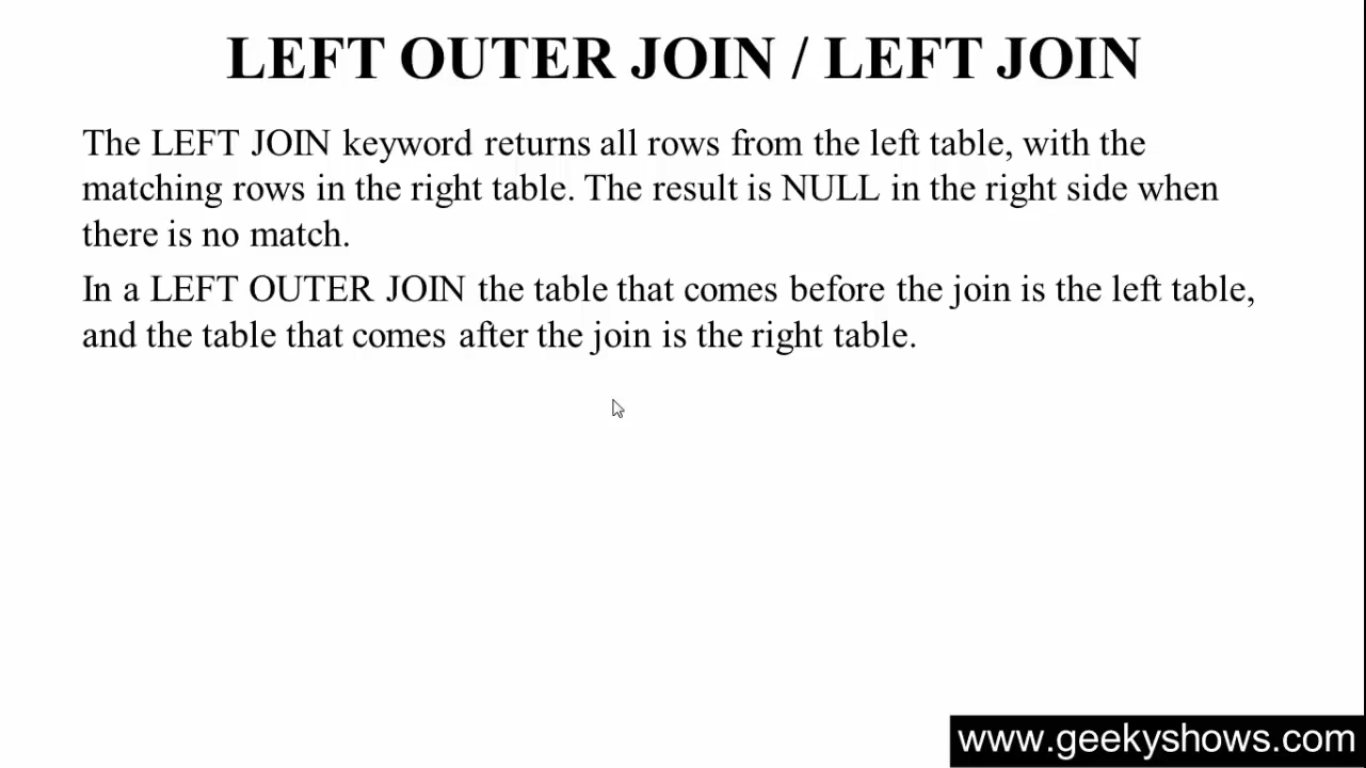 LEFT OUTER JOIN / LEFT JOIN
The LEFT JOIN keyword returns all rows from the left table, with the
matching rows in the right table. The result is NULL in the right side when
there is no match.
In a LEFT OUTER JOIN the table that comes before the join is the left table,
and the table that comes after the join is the right table.
www.geekyshows.com